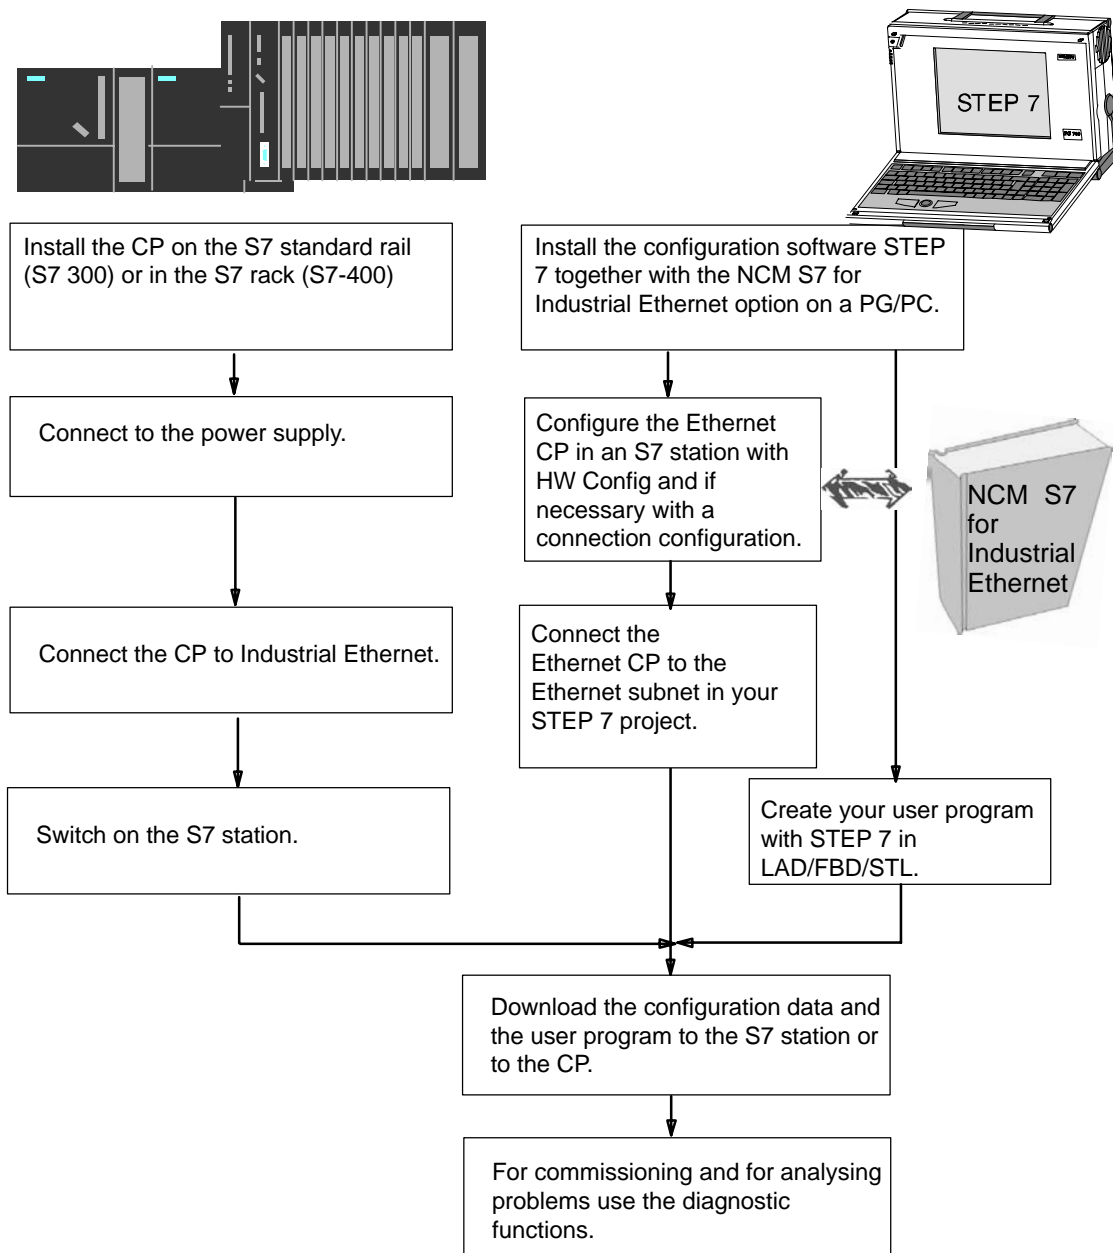 STEP 7
Install the CP on the S7 standard rail
(S7 300) or in the S7 rack (S7-400)
Install the configuration software STEP
7 together with the NCM S7 for
Industrial Ethernet option on a PG/PC.
Connect to the power supply.
Configure the Ethernet
CP in an S7 station with
HW Config and if
necessary with a
connection configuration.
NCM S7
for
Industrial
Ethernet
Connect the CP to Industrial Ethernet.
Connect the
Ethernet CP to the
Ethernet subnet in your
STEP 7 project.
Switch on the S7 station.
Create your user program
with STEP 7 in
LAD/FBD/STL.
Download the configuration data and
the user program to the S7 station or
to the CP.
For commissioning and for analysing
problems use the diagnostic
functions.